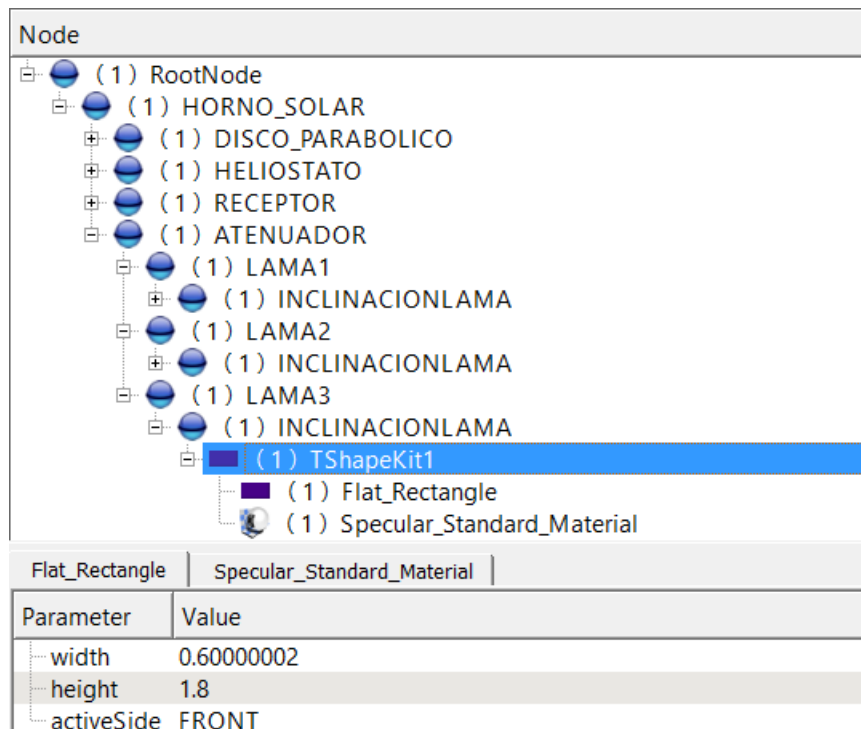 Node
(1) RootNode
(1) HORNO_SOLAR
(1) DISCO_PARABOLICO
(1) HELIOSTATO
(1) RECEPTOR
(1) ATENUADOR
(1) LAMA1
(1) INCLINACIONLAMA
(1) LAMA2
(1) INCLINACIONLAMA
(1) LAMA3
(1) INCLINACIONLAMA
(1) TShapeKit1
(1) Flat_Rectangle
(1) Specular_Standard_Material
Flat_Rectangle Specular_Standard_Material
Parameter Value
width 0.60000002
height 1.8
activeSide FRONT